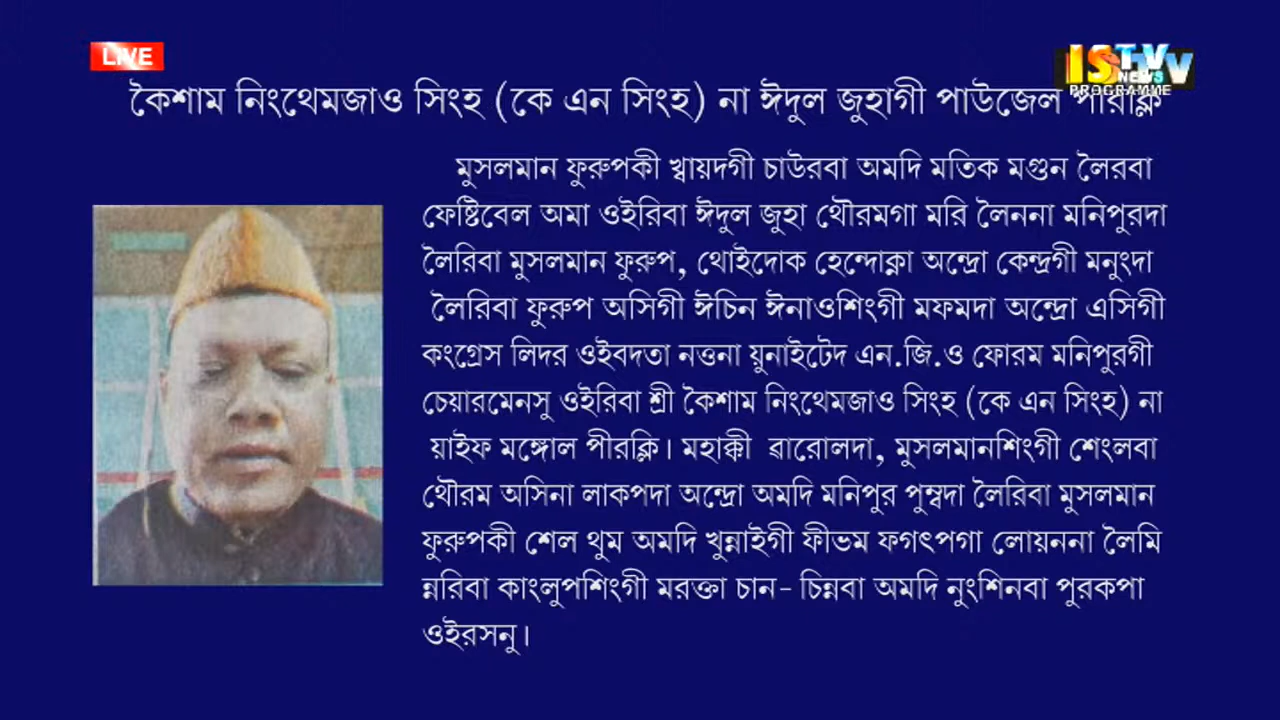 LIVE
ISTV NEWS
PROGRAMME
কৈশাম নিংথেমজাও সিংহ (কে এন সিংহ) না ঈদুল জুহাগী পাউজেল পীরক্লি
মুসলমান ফুরুপকী খ্বায়দগী চাউরবা অমদি মতিক মগুন লৈরবা
ফেষ্টিবেল অমা ওইরিবা ঈদুল জুহা থৌরমগা মরি লৈননা মনিপুরদা
লৈরিবা মুসলমান ফুরুপ, থোইদোক হেন্দোক্না অন্দ্রো কেন্দ্রগী মনুংদা
লৈরিবা ফুরুপ অসিগী ঈচিন ঈনাওশিংগী মফমদা অন্দ্রো এসিগী
কংগ্রেস লিদর ওইবদতা নত্তনা য়ুনাইটেদ এন.জি.ও ফোরম মনিপুরগী
চেয়ারমেনসু ওইরিবা শ্রী কৈশাম নিংথেমজাও সিংহ (কে এন সিংহ) না
য়াইফ মঙ্গোল পীরক্লি। মহাক্কী ৱারোলদা, মুসলমানশিংগী শেংলবা
থৌরম অসিনা লাকপদা অন্দ্রো অমদি মনিপুর পুম্বদা লৈরিবা মুসলমান
ফুরুপকী শেল থুম অমদি খুন্নাইগী ফীভম ফগৎপগা লোয়ননা লৈমি
ন্নরিবা কাংলুপশিংগী মরক্তা চান- চিন্নবা অমদি নুংশিনবা পুরকপা
ওইরসনু।